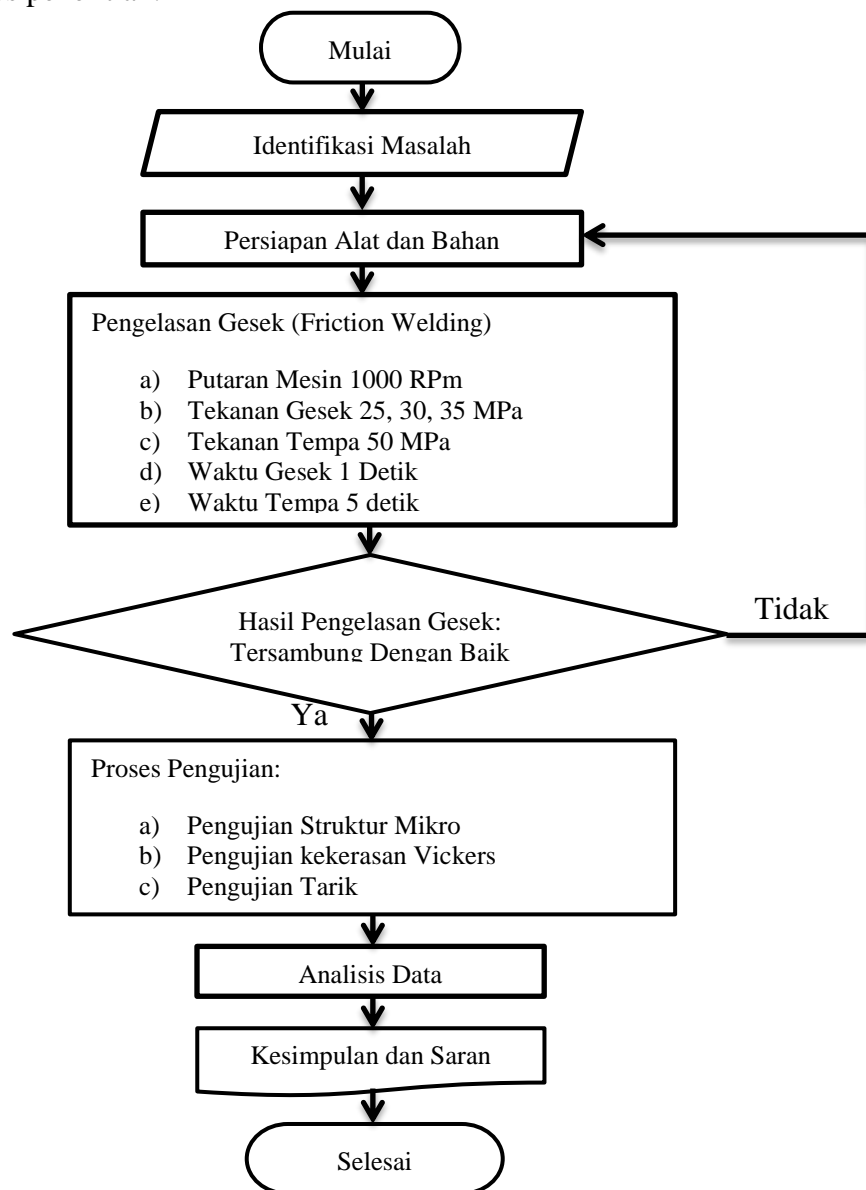 Mulai
Identifikasi Masalah
Persiapan Alat dan Bahan
Pengelasan Gesek (Friction Welding)
a) Putaran Mesin 1000 RPm
b) Tekanan Gesek 25, 30, 35 MPa
c) Tekanan Tempa 50 MPa
d) Waktu Gesek 1 Detik
e) Waktu Tempa 5 detik
Hasil Pengelasan Gesek:
Tersambung Dengan Baik
Tidak
Ya
Proses Pengujian:
a) Pengujian Struktur Mikro
b) Pengujian kekerasan Vickers
c) Pengujian Tarik
Analisis Data
Kesimpulan dan Saran
Selesai